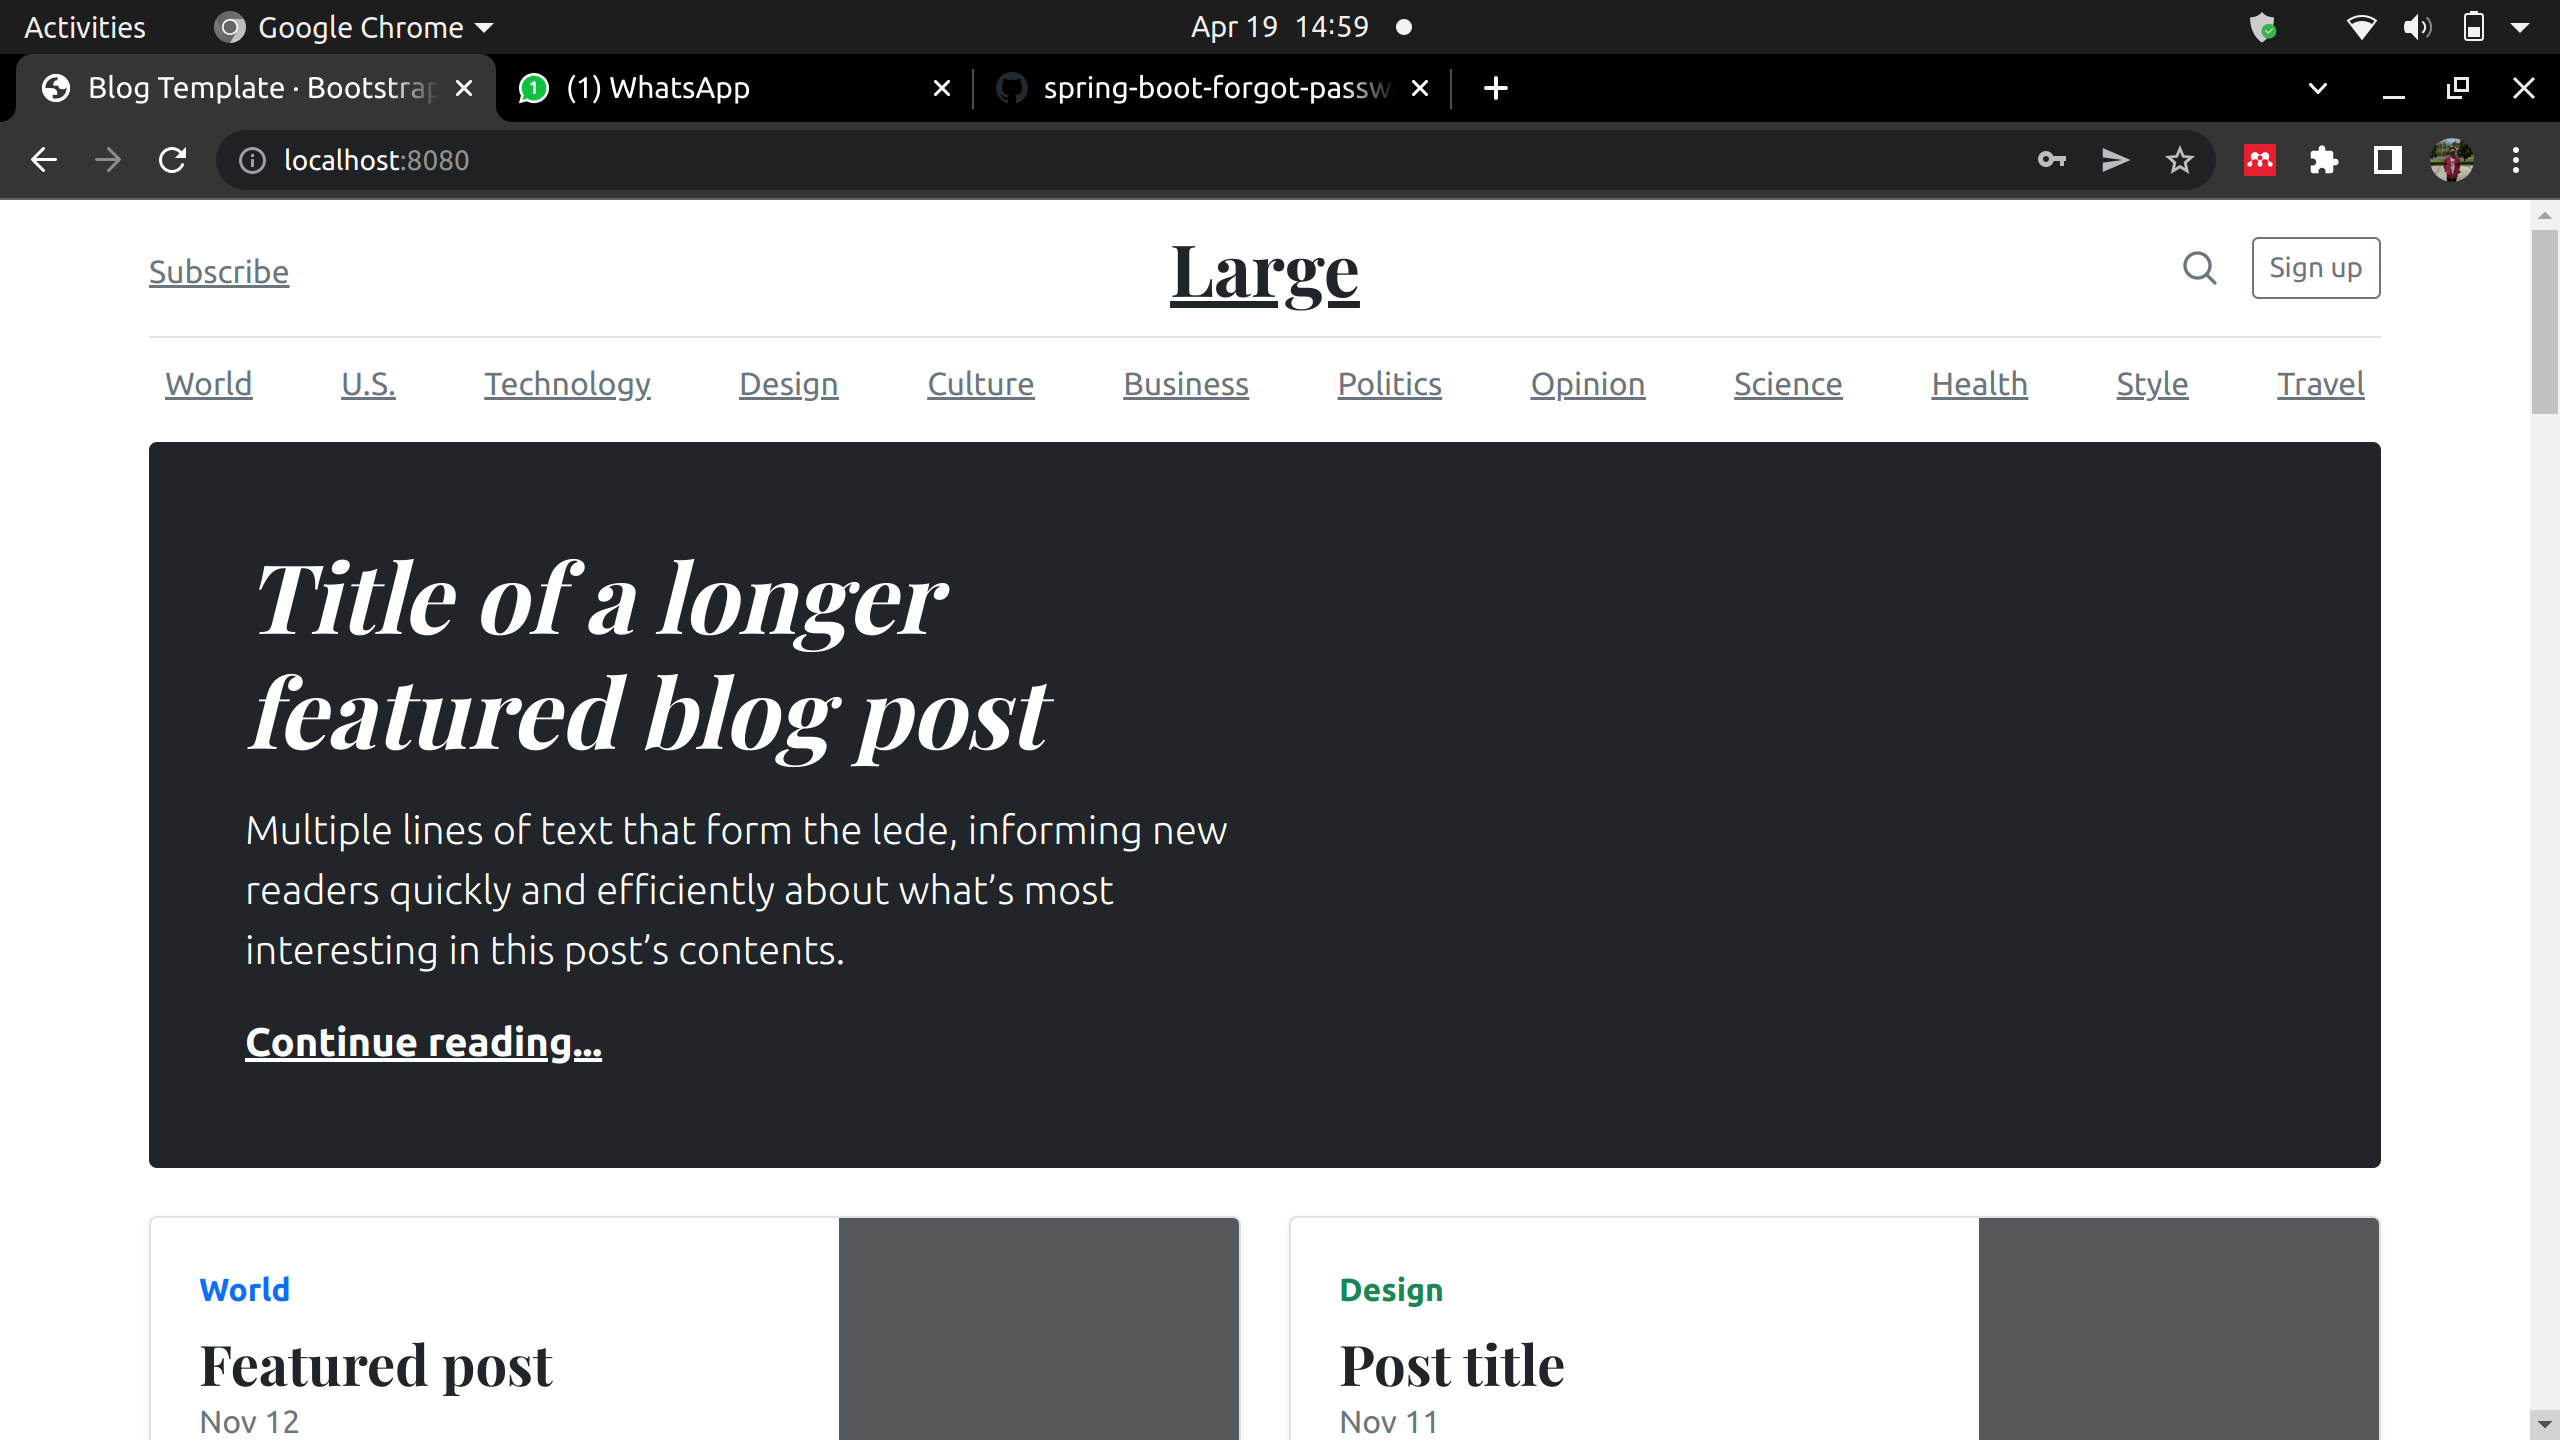 Activities Google Chrome Apr 19 14:59
Blog Template · Bootstrap (1) WhatsApp spring-boot-forgot-passw
localhost:8080
Subscribe Large Sign up
World U.S. Technology Design Culture Business Politics Opinion Science Health Style Travel
Title of a longer
featured blog post
Multiple lines of text that form the lede, informing new
readers quickly and efficiently about what’s most
interesting in this post’s contents.
Continue reading...
World
Featured post
Nov 12
Design
Post title
Nov 11